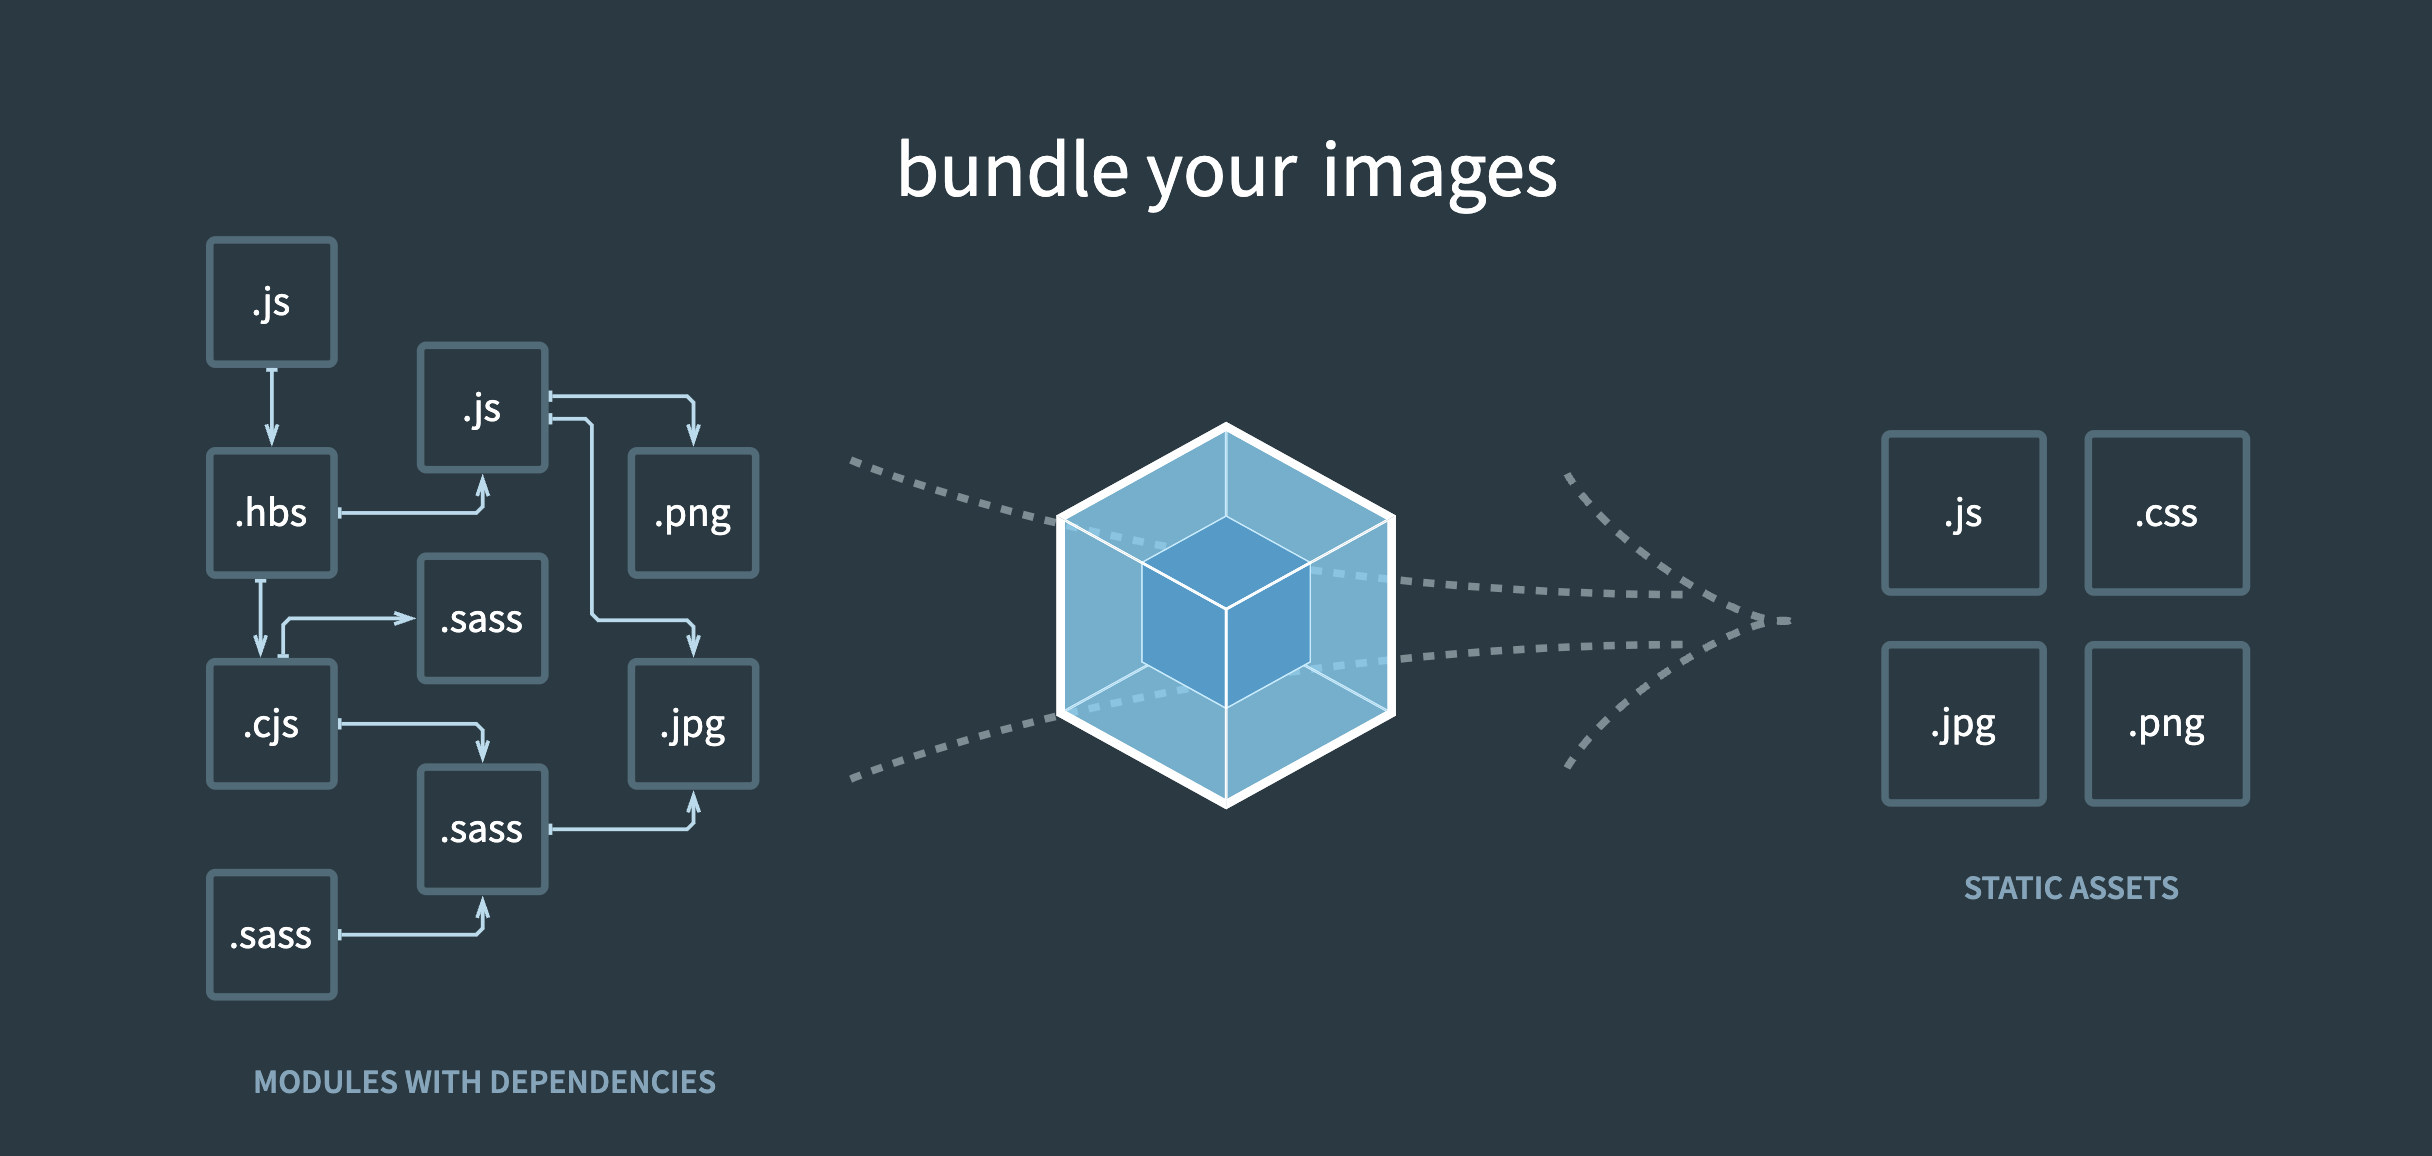 bundle your images
.js
.js
.hbs
.png
.sass
.cjs
.jpg
.sass
.sass
MODULES WITH DEPENDENCIES
.js
.css
.jpg
.png
STATIC ASSETS